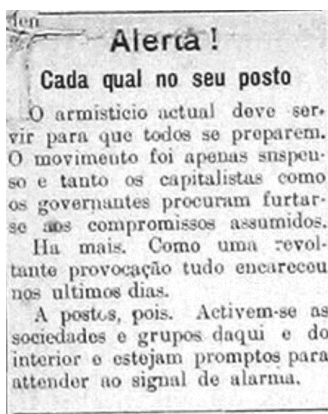 Alerta!
Cada qual no seu posto
O armisticio actual deve ser-
vir para que todos se preparem.
O movimento foi apenas snspen-
so e tanto os capitalistas como
os governantes procuram furtar-
se aos compromissos assumidos.
Ha mais. Como uma revol-
tante provocação tudo encareceu
nos ultimos dias.
A postos, pois. Activem-se as
sociedades e grupos daqui e do
interior e estejam promptos para
attender ao signal de alarma.